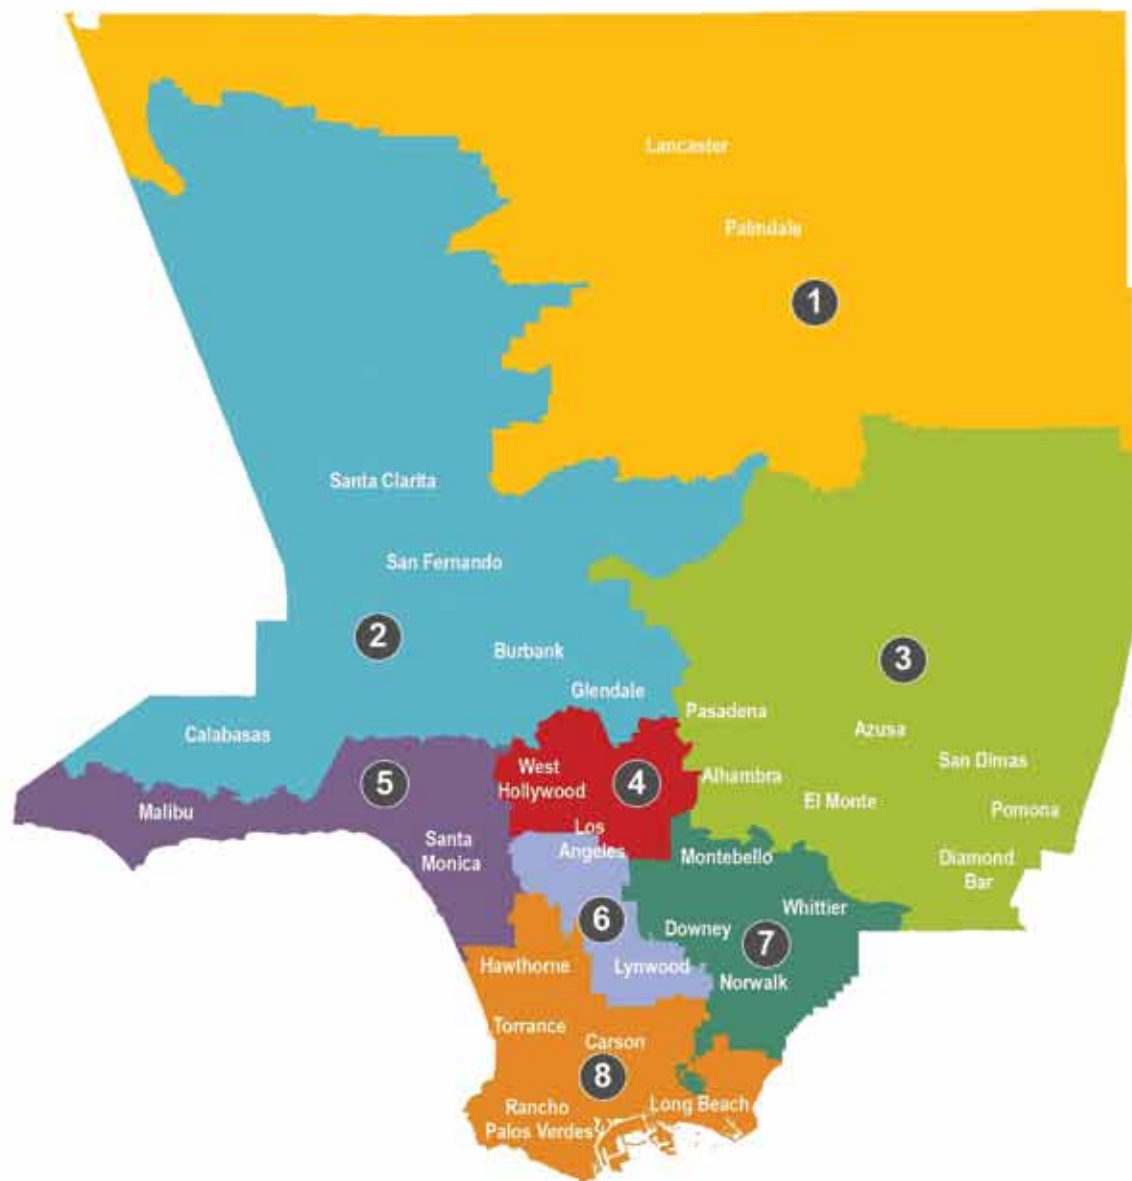 Lancaster
Palmdale
1
Santa Clarita
San Fernando
2
Burbank
3
Glendale
Pasadena
Azusa
Calabasas
San Dimas
West
Hollywood
5
4
Alhambra
El Monte
Malibu
Pomona
Los
Angeles
Santa
Monica
Montebello
Diamond
Bar
Whittier
6
Downey
7
Hawthorne
Lynwood
Norwalk
Torrance
Carson
8
Rancho
Palos Verdes
Long Beach